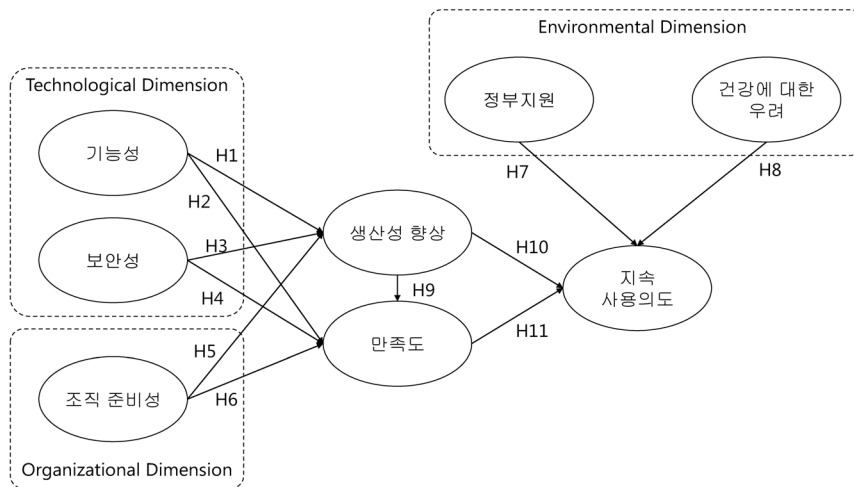 Environmental Dimension
Technological Dimension
정부지원
건강에 대한
우려
기능성
H1
H2
H7
H8
생산성 향상
H3
H10
보안성
지속
사용의도
H4
H9
H11
만족도
H5
H6
조직 준비성
Organizational Dimension